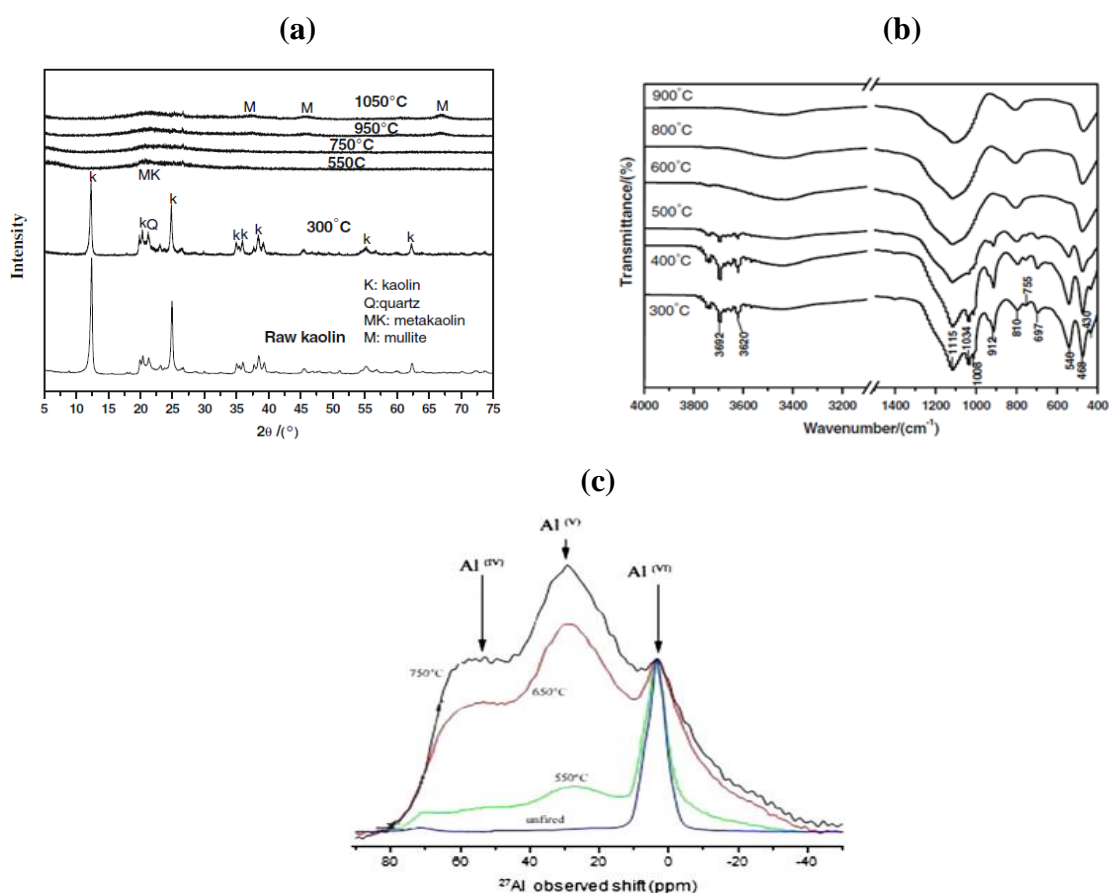 (a)
M
M
M
1050°C
950°C
750°C
550C
k
MK
k
kQ
300°C
kk
k
k
k
K: kaolin
Q:quartz
MK: metakaolin
M: mullite
Raw kaolin
Intensity
5 10 15 20 25 30 35 40 45 50 55 60 65 70 75
2θ /(°)
(b)
900°C
800°C
600°C
500°C
400°C
300°C
3692
3620
1115
1034
1008
912
810
755
697
540
468
430
Transmittance/(%)
4000 3800 3600 3400 3200 1200 1000 800 600 400
Wavenumber/(cm-1)
(c)
Al (IV)
Al (V)
Al (VI)
750°C
650°C
550°C
unfired
80 60 40 20 0 -20 -40
27Al observed shift (ppm)